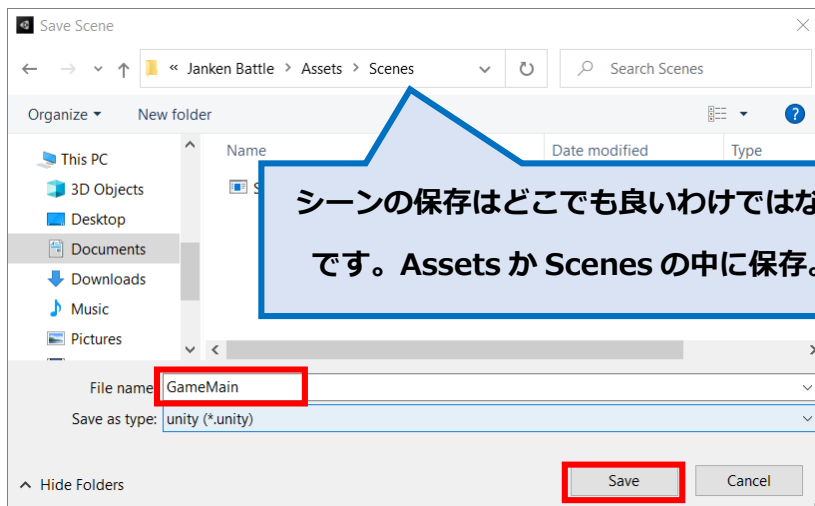 Save Scene
« Janken Battle > Assets > Scenes
Search Scenes
Organize
New folder
?
Name
Date modified
Type
This PC
3D Objects
Desktop
Documents
Downloads
Music
Pictures
S
シーンの保存はどこでも良いわけではな
です。Assets か Scenes の中に保存。
File name:
GameMain
Save as type:
unity (*.unity)
Hide Folders
Save
Cancel